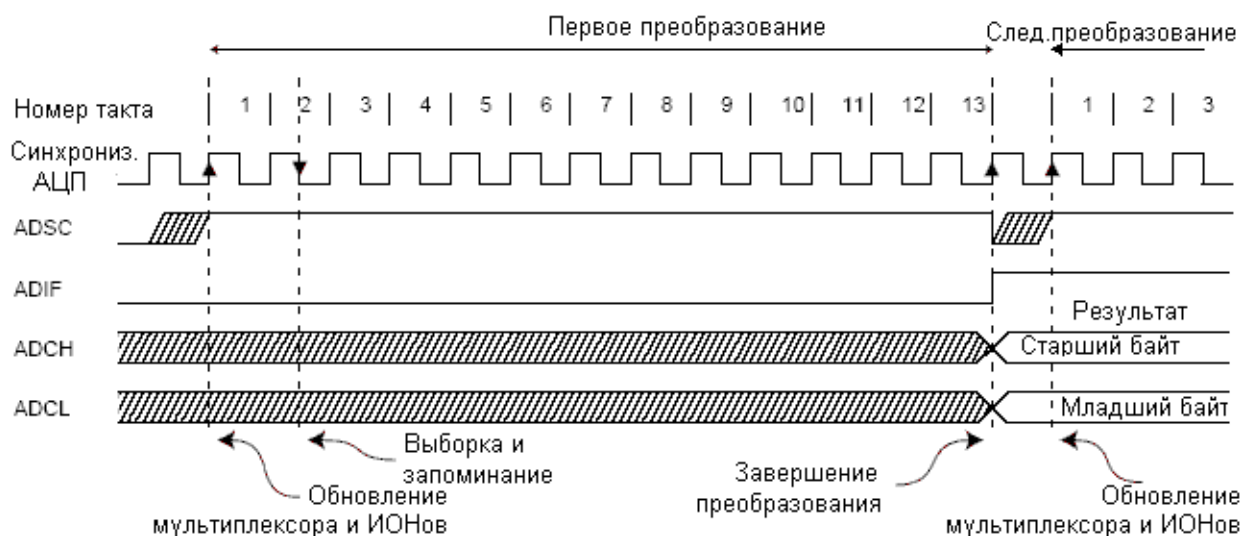 Первое преобразование
След.преобразование
Номер такта 1 2 3 4 5 6 7 8 9 10 11 12 13 1 2 3
Синхрониз.
АЦП
ADSC
ADIF
Результат
ADCH
Старший байт
ADCL
Младший байт
Выборка и
запоминание
Завершение
преобразования
Обновление
мультиплексора и ИОНов
Обновление
мультиплексора и ИОНов